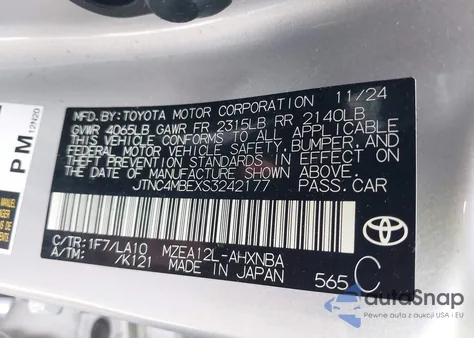 MFD.BY:TOYOTA MOTOR CORPORATION 11/24
GVWR 4065LB GAWR FR 2315LB RR 2140LB
THIS VEHICLE CONFORMS TO ALL APPLICABLE
FEDERAL MOTOR VEHICLE SAFETY, BUMPER, AND
THEFT PREVENTION STANDARDS IN EFFECT ON
THE DATE OF MANUFACTURE SHOWN ABOVE.
JTNC4MBEXS3242177 PASS.CAR
C/TR:1F7/LA10 MZEA12L-AHXNBA
A/TM: /K121 MADE IN JAPAN 565 C
PM
12N20
autoSnap
Pewne auta z aukcji USA i EU